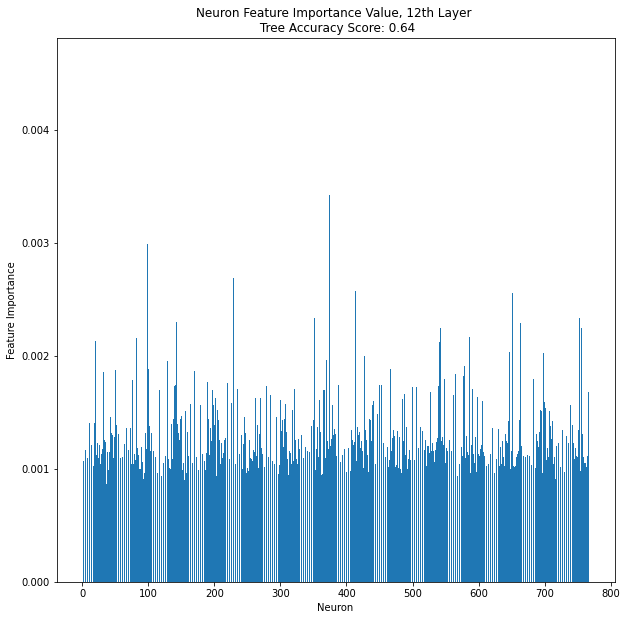 Neuron Feature Importance Value, 12th Layer
Tree Accuracy Score: 0.64
Feature Importance
0.004
0.003
0.002
0.001
0.000
0 100 200 300 400 500 600 700 800
Neuron